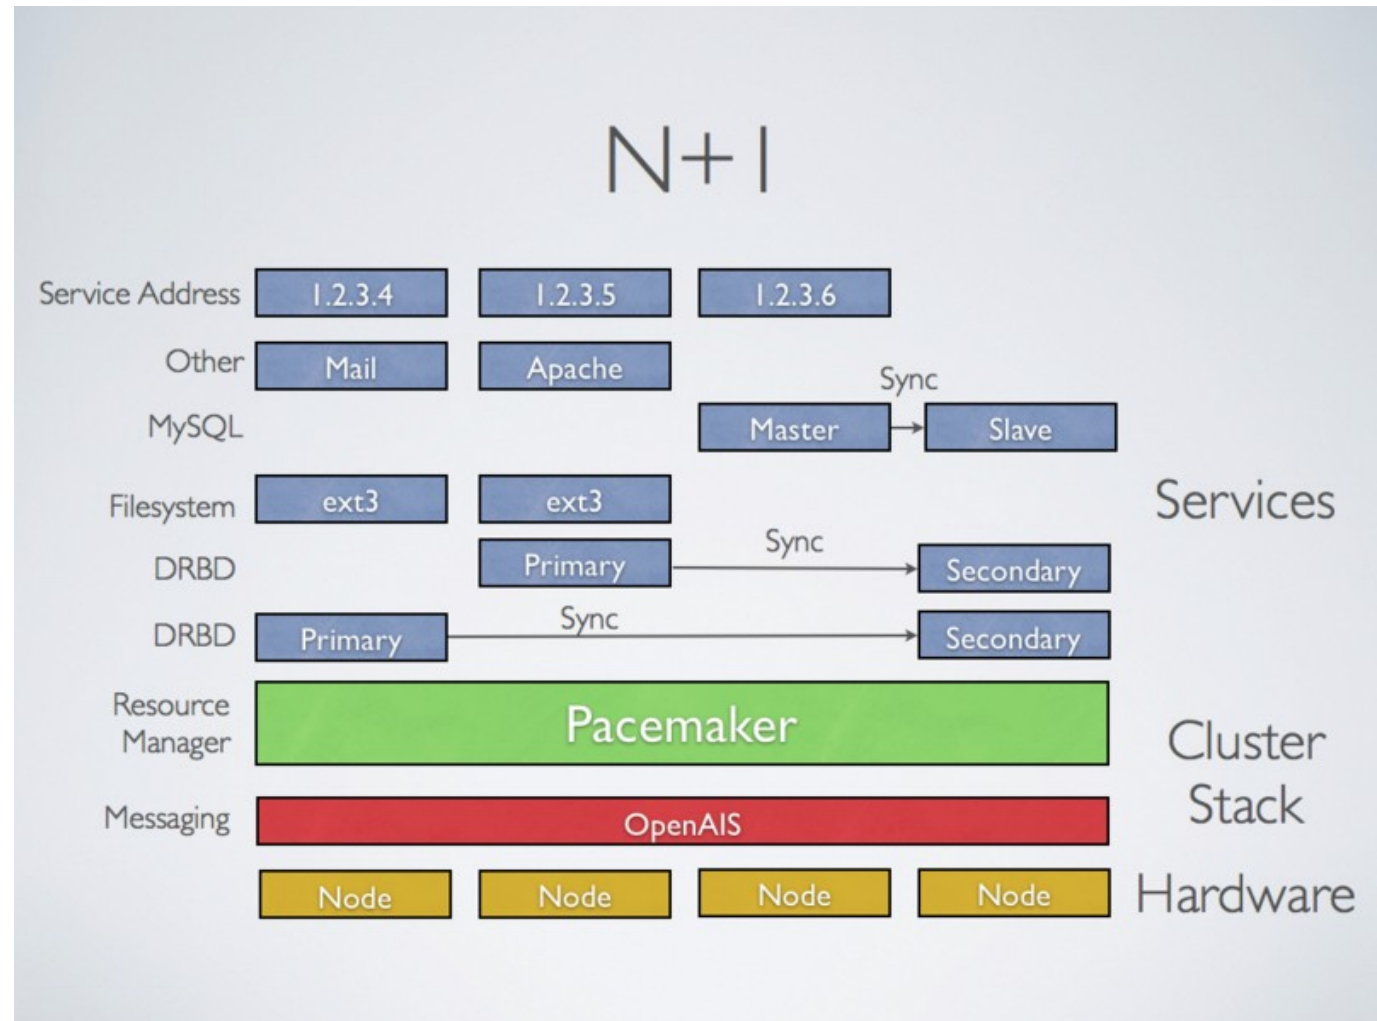 N+1
Service Address 1.2.3.4 1.2.3.5 1.2.3.6
Other Mail Apache
Sync
MySQL Master Slave
Services
Filesystem ext3 ext3
Sync
DRBD Primary Secondary
Sync
DRBD Primary Secondary
Resource
Manager
Pacemaker
Cluster
Stack
Messaging OpenAIS
Node Node Node Node Hardware